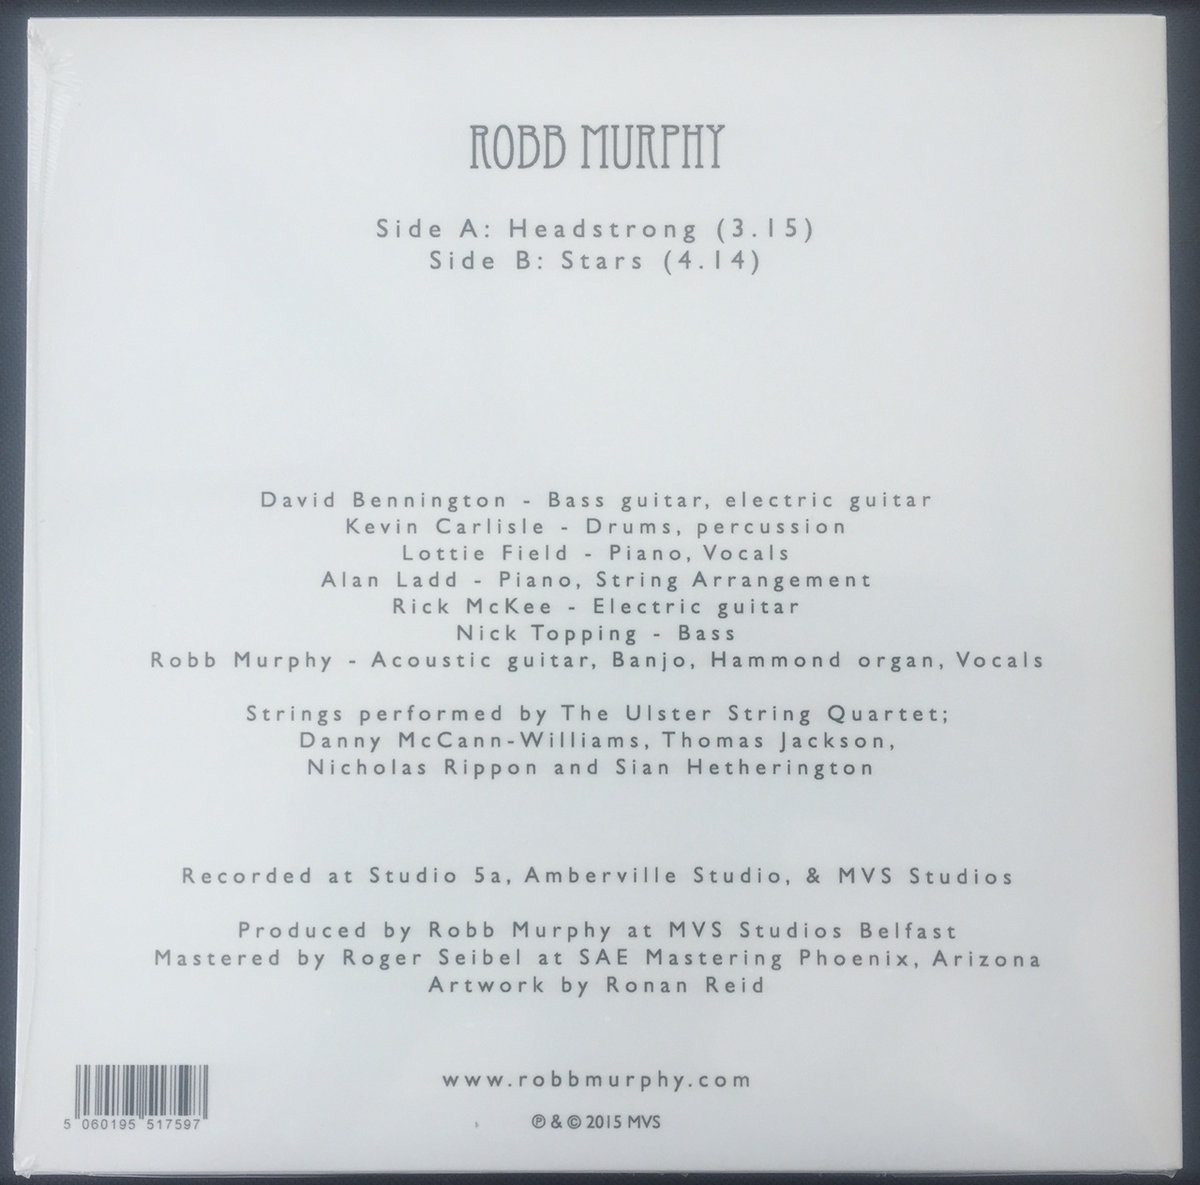 ROBB MURPHY
Side A: Headstrong (3.15)
Side B: Stars (4.14)
David Bennington - Bass guitar, electric guitar
Kevin Carlisle - Drums, percussion
Lottie Field - Piano, Vocals
Alan Ladd - Piano, String Arrangement
Rick McKee - Electric guitar
Nick Topping - Bass
Robb Murphy - Acoustic guitar, Banjo, Hammond organ, Vocals
Strings performed by The Ulster String Quartet;
Danny McCann-Williams, Thomas Jackson,
Nicholas Rippon and Sian Hetherington
Recorded at Studio 5a, Amberville Studio, & MVS Studios
Produced by Robb Murphy at MVS Studios Belfast
Mastered by Roger Seibel at SAE Mastering Phoenix, Arizona
Artwork by Ronan Reid
www.robbmurphy.com
℗ & © 2015 MVS
5 060195 517597